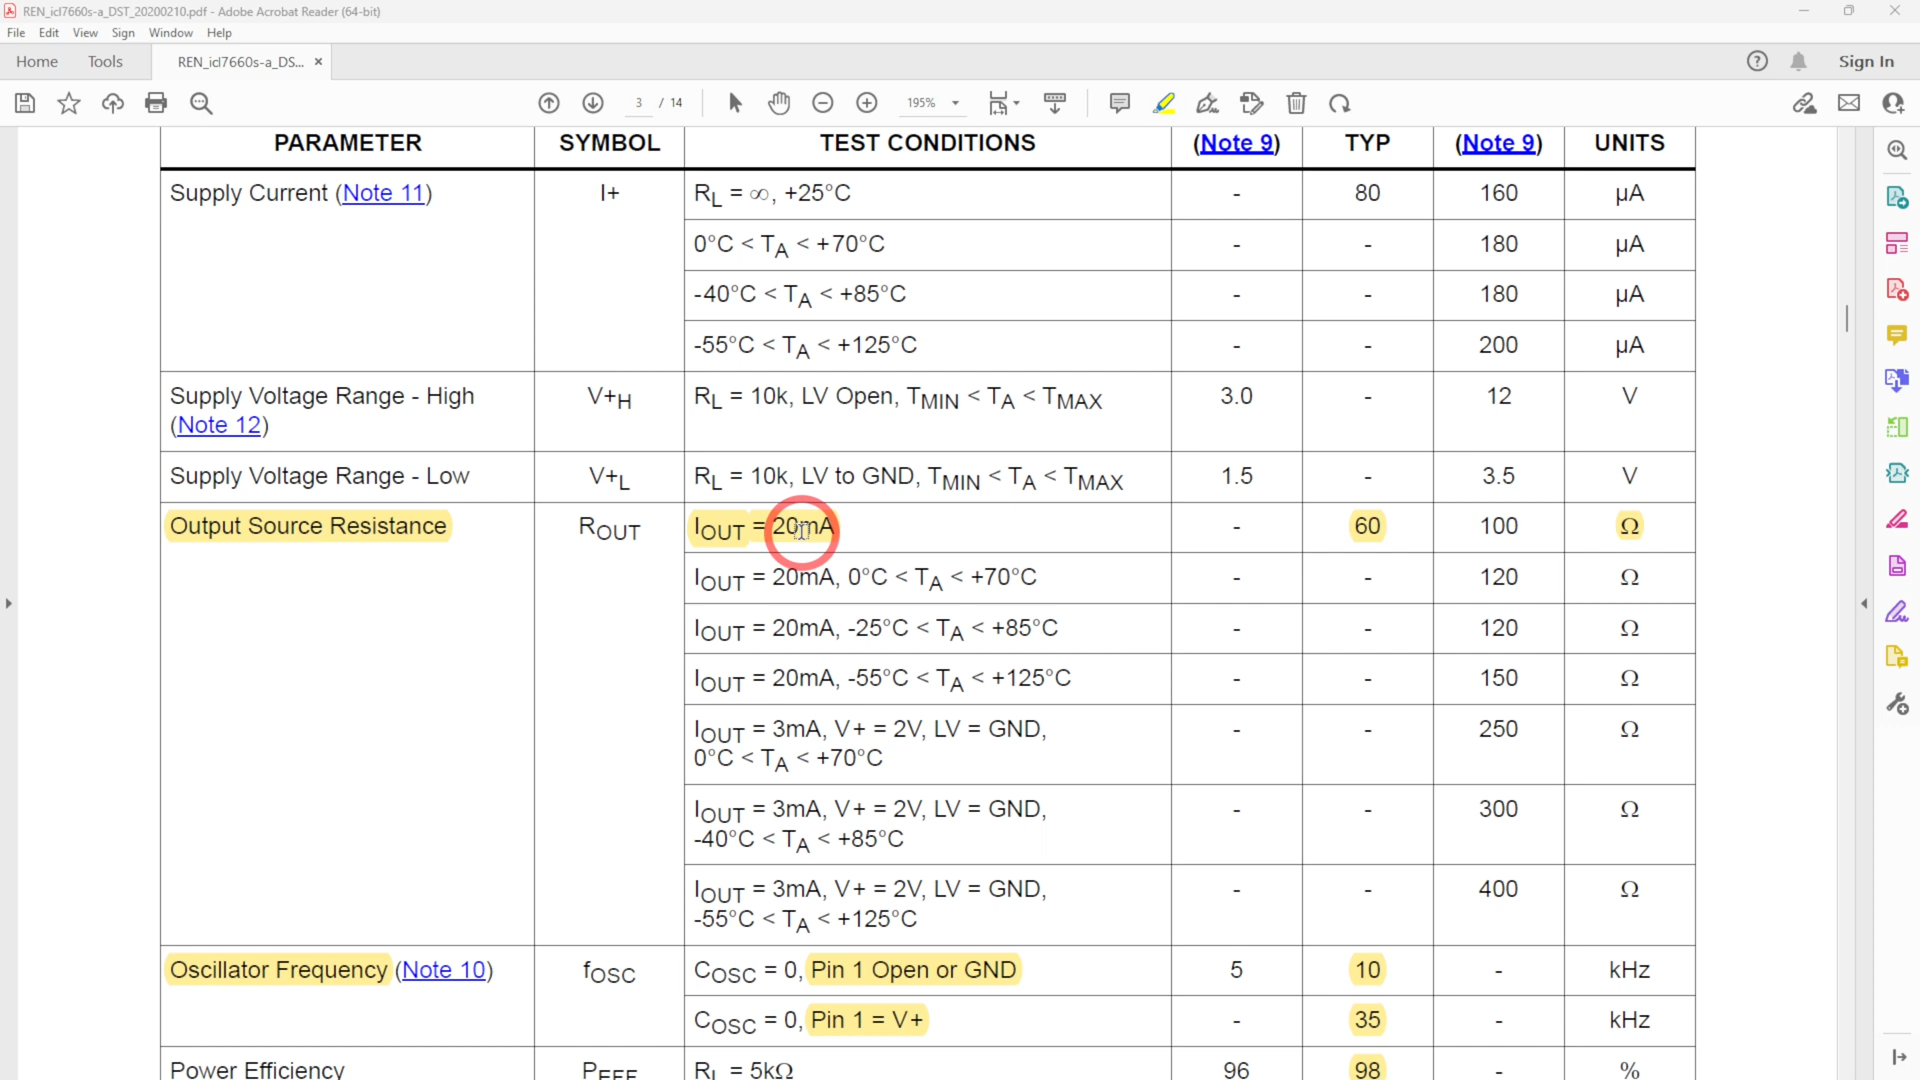 REN_icl7660s-a_DST_20200210.pdf - Adobe Acrobat Reader (64-bit)
File Edit View Sign Window Help
Home Tools REN_icl7660s-a_DS... × Sign In
3 / 14 195%
PARAMETER SYMBOL TEST CONDITIONS (Note 9) TYP (Note 9) UNITS
Supply Current (Note 11) I+ RL = ∞, +25°C - 80 160 µA
0°C < TA < +70°C - - 180 µA
-40°C < TA < +85°C - - 180 µA
-55°C < TA < +125°C - - 200 µA
Supply Voltage Range - High V+H RL = 10k, LV Open, TMIN < TA < TMAX 3.0 - 12 V
(Note 12)
Supply Voltage Range - Low V+L RL = 10k, LV to GND, TMIN < TA < TMAX 1.5 - 3.5 V
Output Source Resistance ROUT IOUT = 20mA - 60 100 Ω
IOUT = 20mA, 0°C < TA < +70°C - - 120 Ω
IOUT = 20mA, -25°C < TA < +85°C - - 120 Ω
IOUT = 20mA, -55°C < TA < +125°C - - 150 Ω
IOUT = 3mA, V+ = 2V, LV = GND, - - 250 Ω
0°C < TA < +70°C
IOUT = 3mA, V+ = 2V, LV = GND, - - 300 Ω
-40°C < TA < +85°C
IOUT = 3mA, V+ = 2V, LV = GND, - - 400 Ω
-55°C < TA < +125°C
Oscillator Frequency (Note 10) fOSC COSC = 0, Pin 1 Open or GND 5 10 - kHz
COSC = 0, Pin 1 = V+ - 35 - kHz
Power Efficiency PEFF RL = 5kΩ 96 98 - %